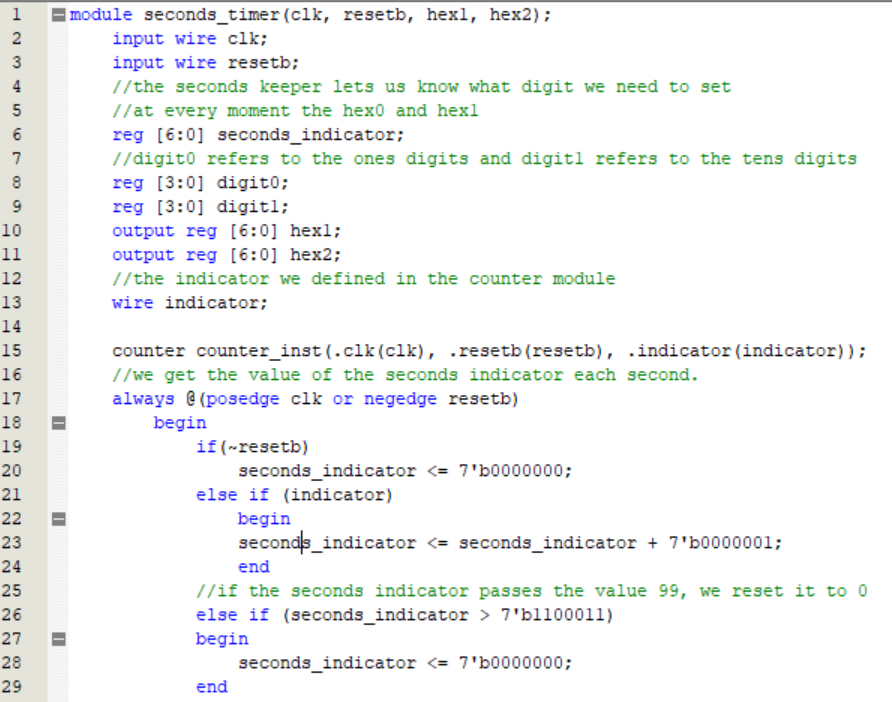 1 module seconds_timer(clk, resetb, hex1, hex2);
2 input wire clk;
3 input wire resetb;
4 //the seconds keeper lets us know what digit we need to set
5 //at every moment the hex0 and hex1
6 reg [6:0] seconds_indicator;
7 //digit0 refers to the ones digits and digit1 refers to the tens digits
8 reg [3:0] digit0;
9 reg [3:0] digit1;
10 output reg [6:0] hex1;
11 output reg [6:0] hex2;
12 //the indicator we defined in the counter module
13 wire indicator;
14
15 counter counter_inst(.clk(clk), .resetb(resetb), .indicator(indicator));
16 //we get the value of the seconds indicator each second.
17 always @(posedge clk or negedge resetb)
18 begin
19 if(~resetb)
20 seconds_indicator <= 7'b0000000;
21 else if (indicator)
22 begin
23 seconds_indicator <= seconds_indicator + 7'b0000001;
24 end
25 //if the seconds indicator passes the value 99, we reset it to 0
26 else if (seconds_indicator > 7'b1100011)
27 begin
28 seconds_indicator <= 7'b0000000;
29 end